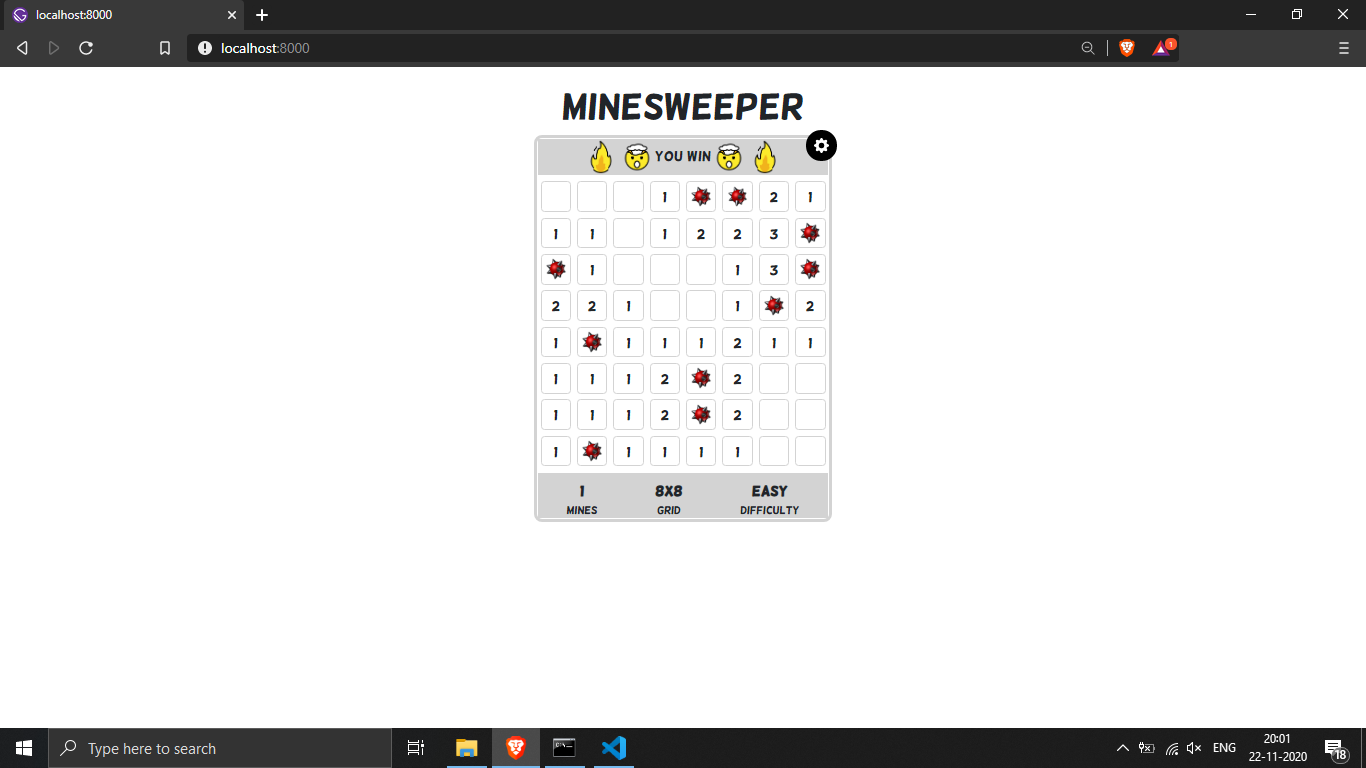 localhost:8000
localhost:8000
1
MINESWEEPER
YOU WIN
1 2 1
1 1 1 2 2 3
1 1 3
2 2 1 1 2
1 1 1 1 2 1 1
1 1 1 2 2
1 1 1 2 2
1 1 1 1 1
1 8X8 EASY
MINES GRID DIFFICULTY
Type here to search
ENG
20:01
22-11-2020
18